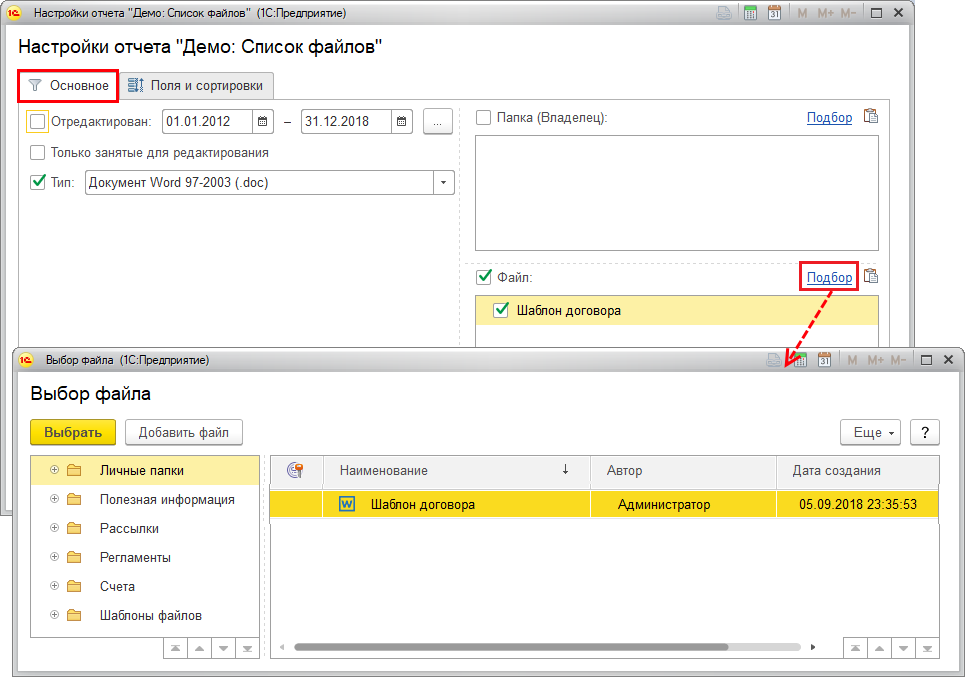 Настройки отчета "Демо: Список файлов" (1С:Предприятие)
M M+ M-
Настройки отчета "Демо: Список файлов"
Основное Поля и сортировки
Отредактирован: 01.01.2012 – 31.12.2018 ...
Только занятые для редактирования
Тип: Документ Word 97-2003 (.doc)
Папка (Владелец): Подбор
Файл: Подбор
Шаблон договора
Выбор файла (1С:Предприятие)
31 M M+ M-
Выбор файла
Выбрать Добавить файл Еще ?
Личные папки
Полезная информация
Рассылки
Регламенты
Счета
Шаблоны файлов
Наименование ↓ Автор Дата создания
W Шаблон договора Администратор 05.09.2018 23:35:53